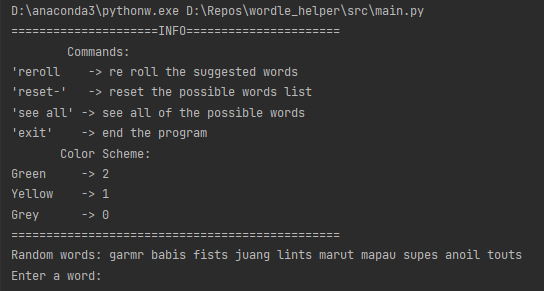 D:\anaconda3\pythonw.exe D:\Repos\wordle_helper\src\main.py
=====================INFO======================
Commands:
'reroll    -> re roll the suggested words
'reset-'  -> reset the possible words list
'see all' -> see all of the possible words
'exit'    -> end the program
Color Scheme:
Green     -> 2
Yellow    -> 1
Grey      -> 0
===============================================
Random words: garmr babis fists juang lints marut mapau supes anoil touts
Enter a word: